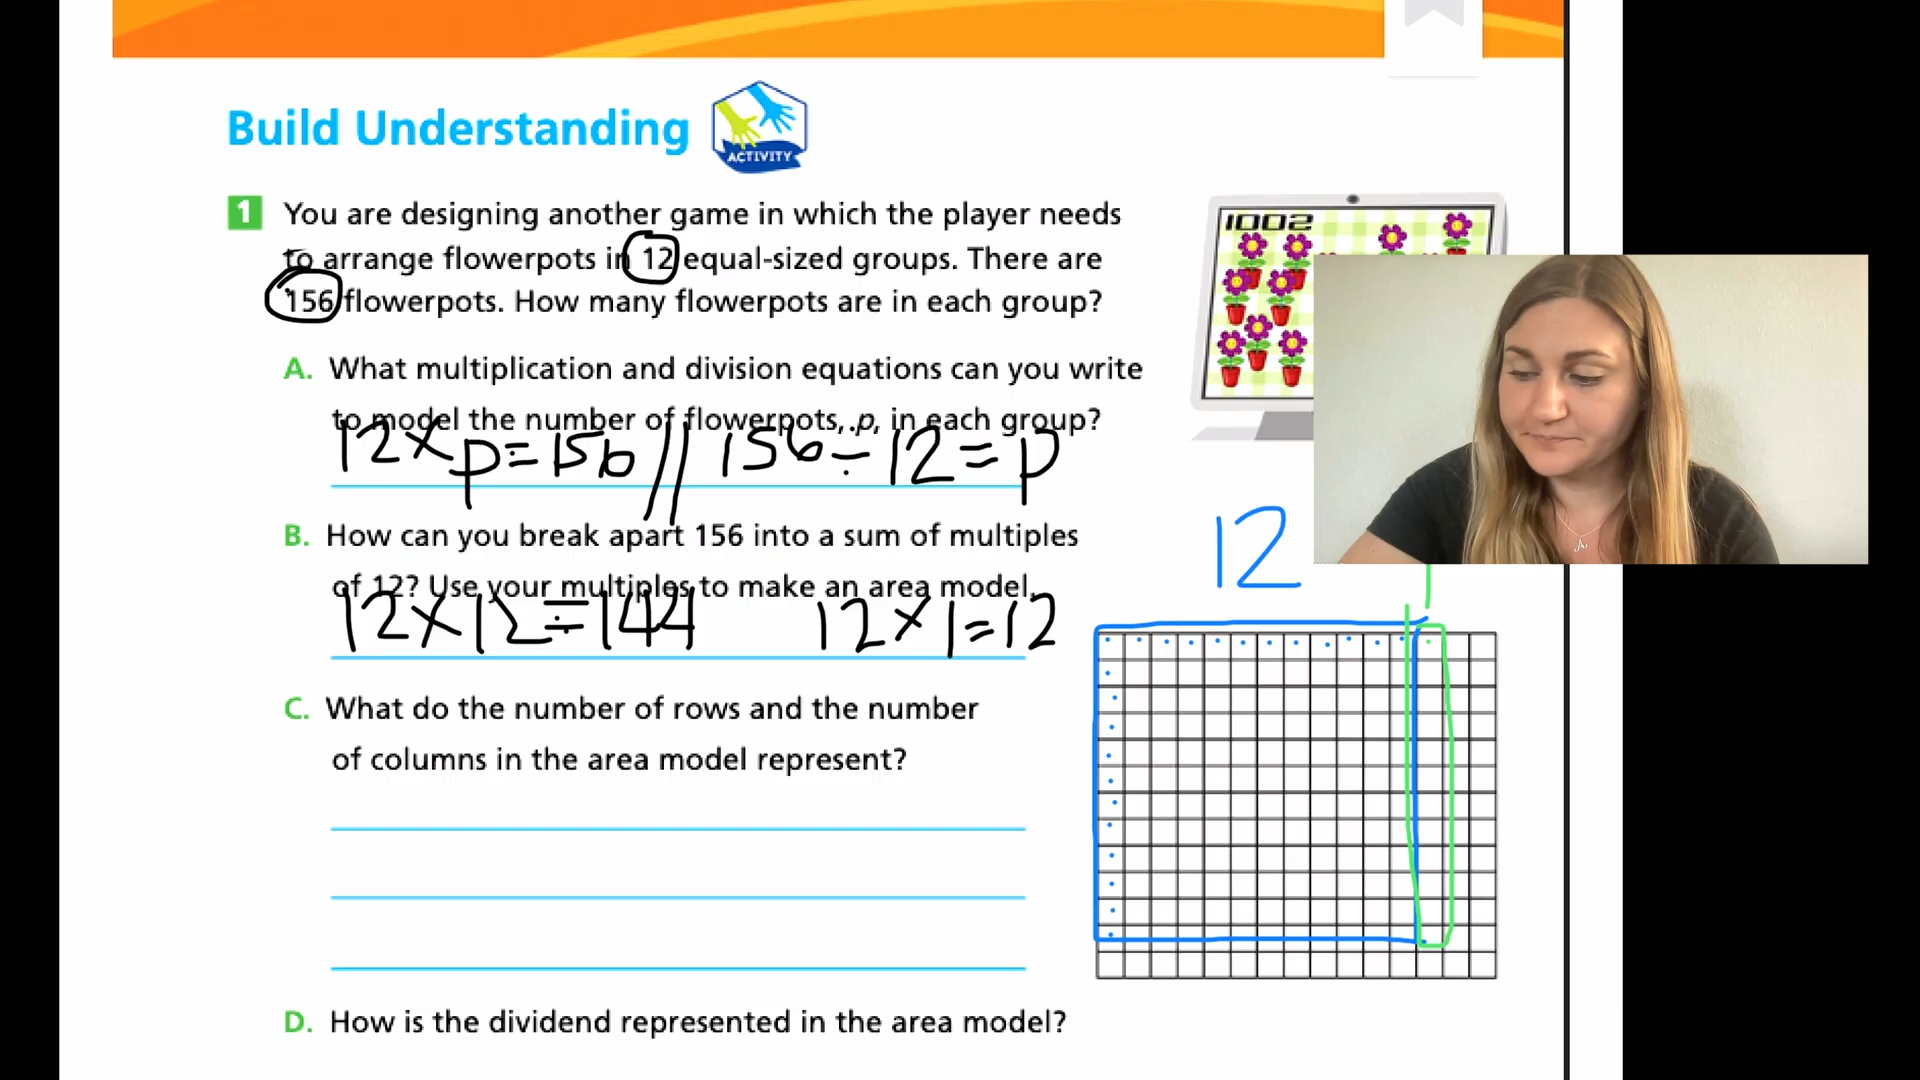 Build Understanding
ACTIVITY
1 You are designing another game in which the player needs
to arrange flowerpots in 12 equal-sized groups. There are
156 flowerpots. How many flowerpots are in each group?
1002
A. What multiplication and division equations can you write
to model the number of flowerpots, p, in each group?
12 x p = 156 // 156 ÷ 12 = p
B. How can you break apart 156 into a sum of multiples
of 12? Use your multiples to make an area model.
12 x 12 = 144 12 x 1 = 12
12
C. What do the number of rows and the number
of columns in the area model represent?
D. How is the dividend represented in the area model?